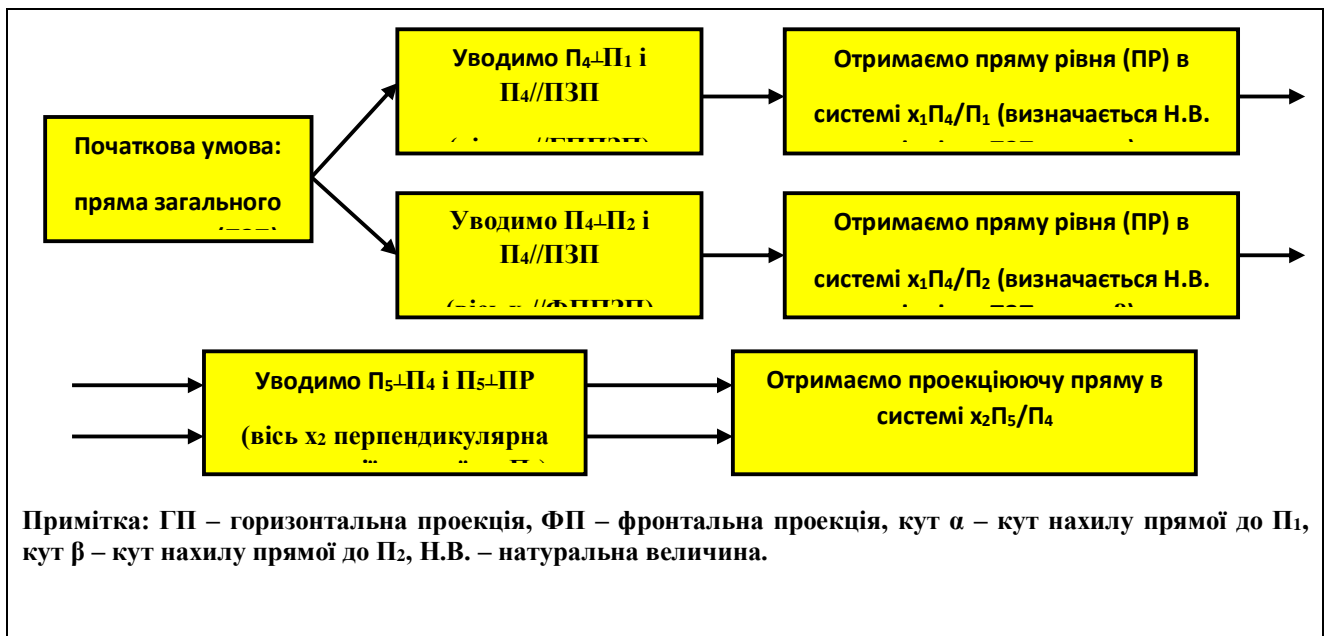 Початкова умова:
пряма загального
Уводимо П₄⊥П₁ і
П₄//ПЗП
Отримаємо пряму рівня (ПР) в
системі x₁П₄/П₁ (визначається Н.В.
Уводимо П₄⊥П₂ і
П₄//ПЗП
(вісь //ФППЗП)
Отримаємо пряму рівня (ПР) в
системі x₁П₄/П₂ (визначається Н.В.
Уводимо П₅⊥П₄ і П₅⊥ПР
(вісь x₂ перпендикулярна
Отримаємо проекціюючу пряму в
системі x₂П₅/П₄
Примітка: ГП – горизонтальна проекція, ФП – фронтальна проекція, кут α – кут нахилу прямої до П₁,
кут β – кут нахилу прямої до П₂, Н.В. – натуральна величина.